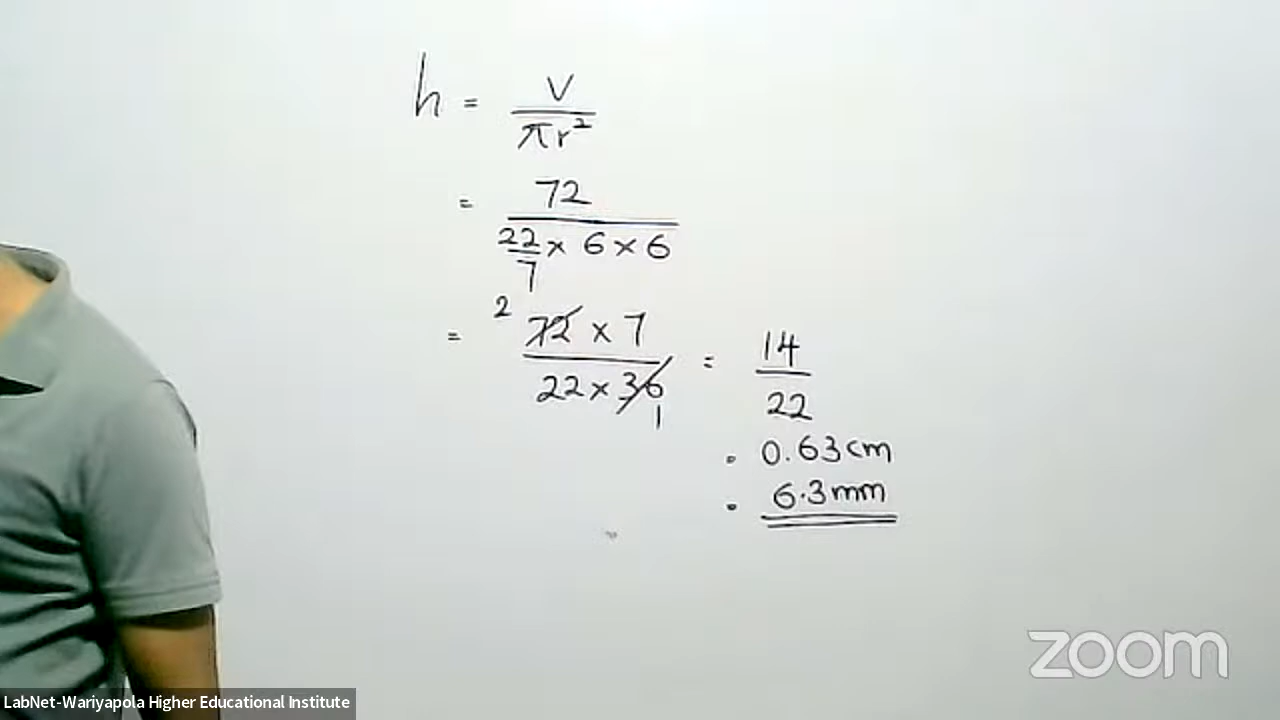 h = V
πr²
= 72
22 × 6 × 6
7
2
= 72 × 7 = 14
22 × 36 22
1
. 0.63cm
. 6.3mm
zoom
LabNet-Wariyapola Higher Educational Institute